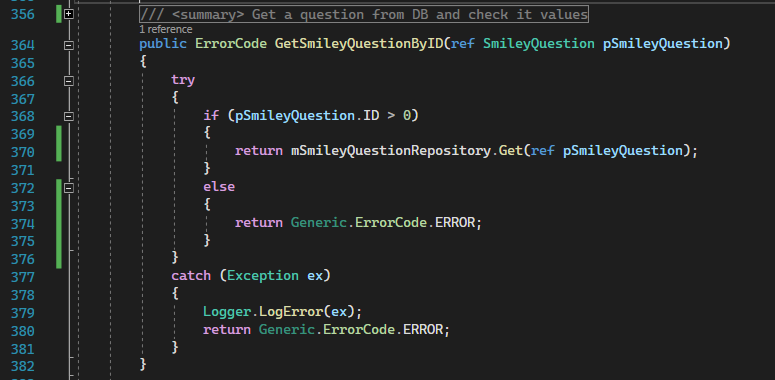 356 /// <summary> Get a question from DB and check it values
1 reference
364 public ErrorCode GetSmileyQuestionByID(ref SmileyQuestion pSmileyQuestion)
365 {
366 try
367 {
368 if (pSmileyQuestion.ID > 0)
369 {
370 return mSmileyQuestionRepository.Get(ref pSmileyQuestion);
371 }
372 else
373 {
374 return Generic.ErrorCode.ERROR;
375 }
376 }
377 catch (Exception ex)
378 {
379 Logger.LogError(ex);
380 return Generic.ErrorCode.ERROR;
381 }
382 }